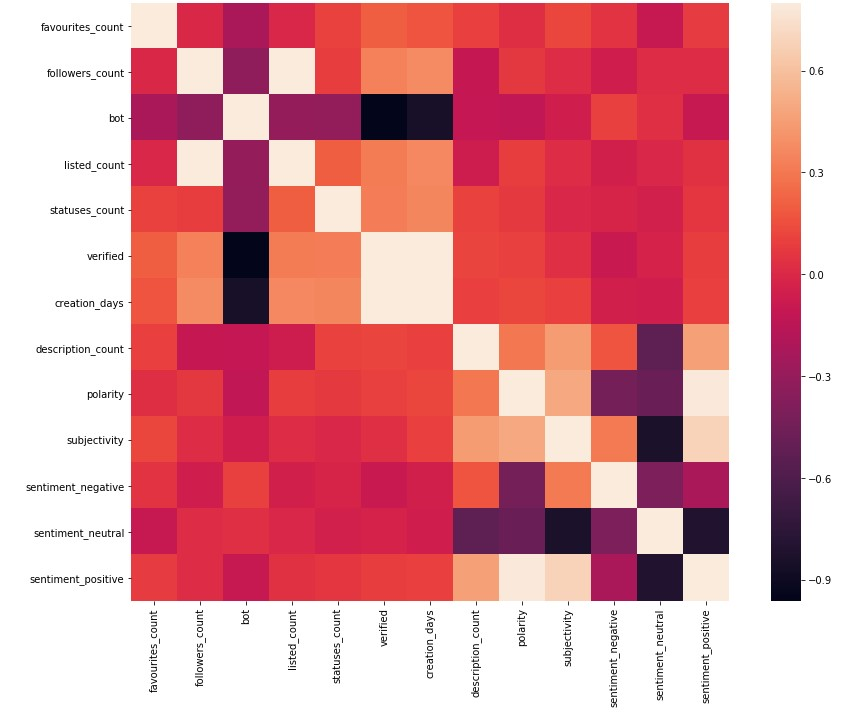 favourites_count
followers_count
bot
listed_count
statuses_count
verified
creation_days
description_count
polarity
subjectivity
sentiment_negative
sentiment_neutral
sentiment_positive
favourites_count
followers_count
bot
listed_count
statuses_count
verified
creation_days
description_count
polarity
subjectivity
sentiment_negative
sentiment_neutral
sentiment_positive
0.6
0.3
0.0
−0.3
−0.6
−0.9